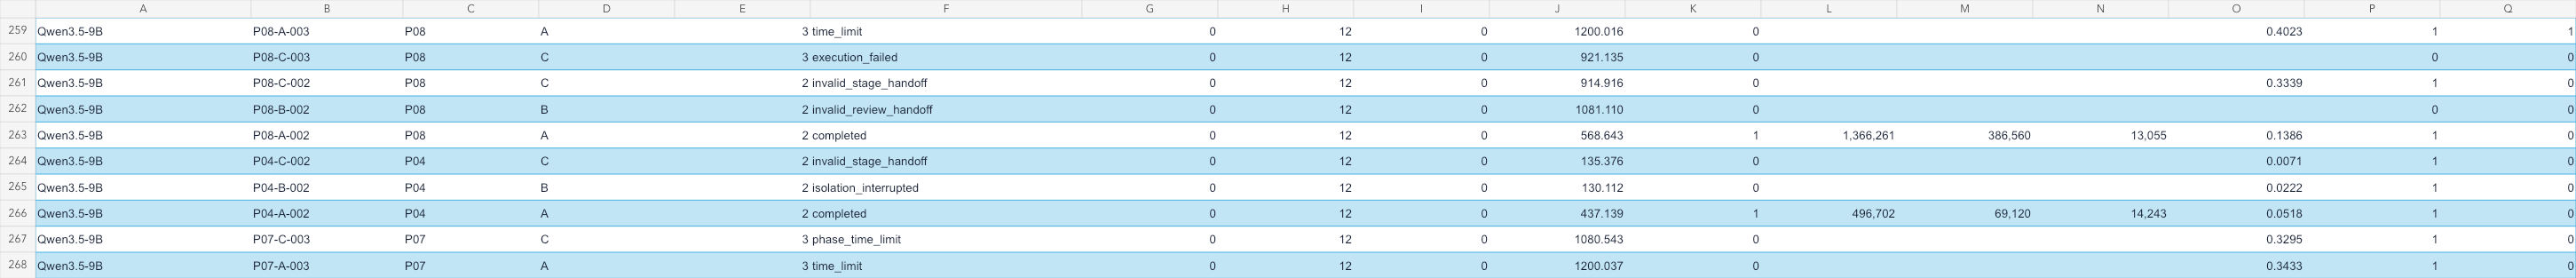 A B C D E F G H I J K L M N O P Q
259 Qwen3.5-9B P08-A-003 P08 A 3 time_limit 0 12 0 1200.016 0 0.4023 1 1
260 Qwen3.5-9B P08-C-003 P08 C 3 execution_failed 0 12 0 921.135 0 0 0
261 Qwen3.5-9B P08-C-002 P08 C 2 invalid_stage_handoff 0 12 0 914.916 0 0.3339 1 0
262 Qwen3.5-9B P08-B-002 P08 B 2 invalid_review_handoff 0 12 0 1081.110 0 0 0
263 Qwen3.5-9B P08-A-002 P08 A 2 completed 0 12 0 568.643 1 1,366,261 386,560 13,055 0.1386 1 0
264 Qwen3.5-9B P04-C-002 P04 C 2 invalid_stage_handoff 0 12 0 135.376 0 0.0071 1 0
265 Qwen3.5-9B P04-B-002 P04 B 2 isolation_interrupted 0 12 0 130.112 0 0.0222 1 0
266 Qwen3.5-9B P04-A-002 P04 A 2 completed 0 12 0 437.139 1 496,702 69,120 14,243 0.0518 1 0
267 Qwen3.5-9B P07-C-003 P07 C 3 phase_time_limit 0 12 0 1080.543 0 0.3295 1 0
268 Qwen3.5-9B P07-A-003 P07 A 3 time_limit 0 12 0 1200.037 0 0.3433 1 0